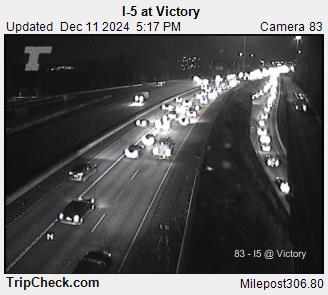 I-5 at Victory
Updated Dec 11 2024 5:17 PM Camera 83
T
N
83 - I5 @ Victory
TripCheck.com Milepost306.80